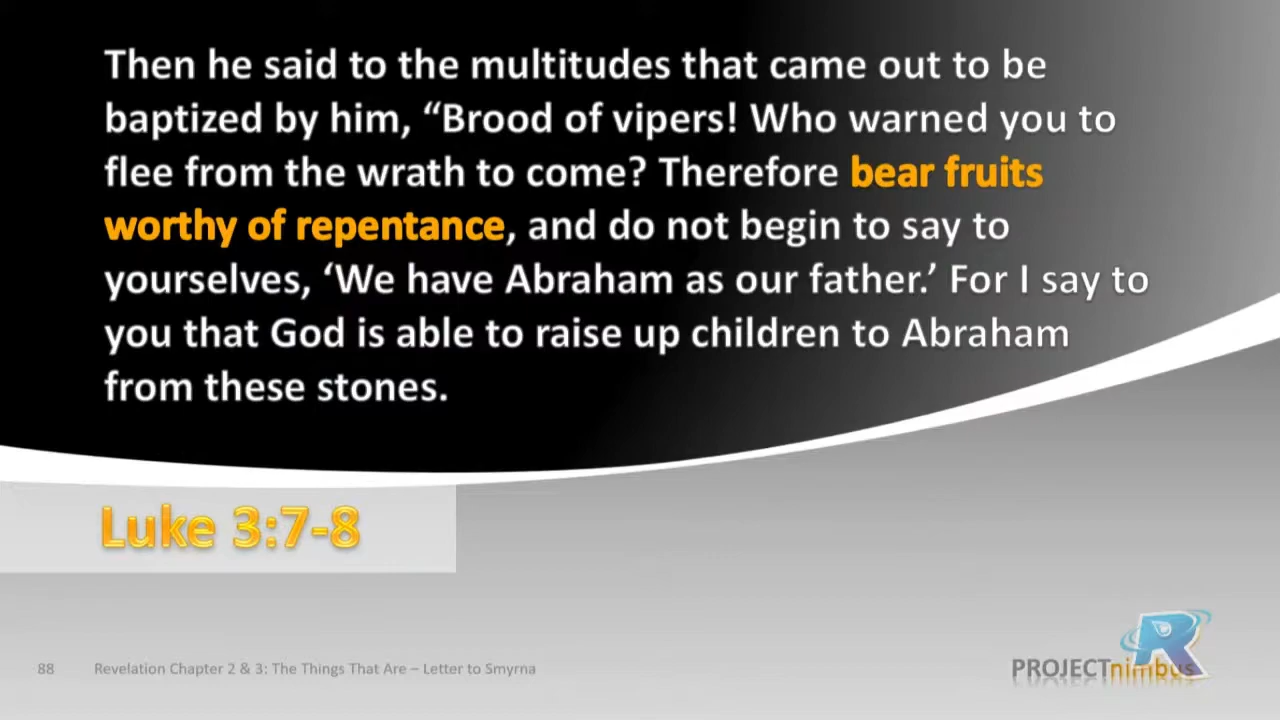 Then he said to the multitudes that came out to be
baptized by him, “Brood of vipers! Who warned you to
flee from the wrath to come? Therefore bear fruits
worthy of repentance, and do not begin to say to
yourselves, ‘We have Abraham as our father.’ For I say to
you that God is able to raise up children to Abraham
from these stones.
Luke 3:7-8
88 Revelation Chapter 2 & 3: The Things That Are – Letter to Smyrna
R
PROJECTnimbus